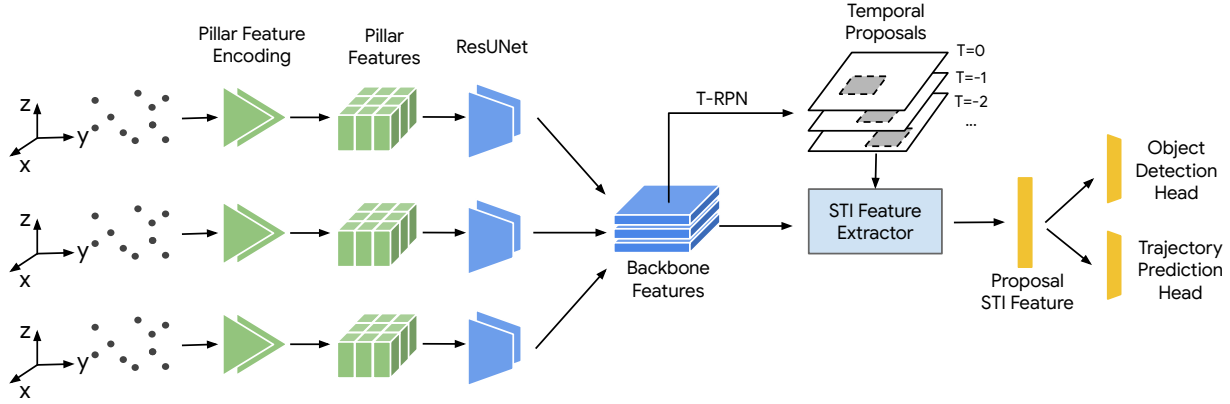 Pillar Feature
Encoding
Pillar
Features
ResUNet
Temporal
Proposals
T=0
T=-1
T=-2
...
T-RPN
z
y
x
z
y
x
z
y
x
Backbone
Features
STI Feature
Extractor
Proposal
STI Feature
Object
Detection
Head
Trajectory
Prediction
Head